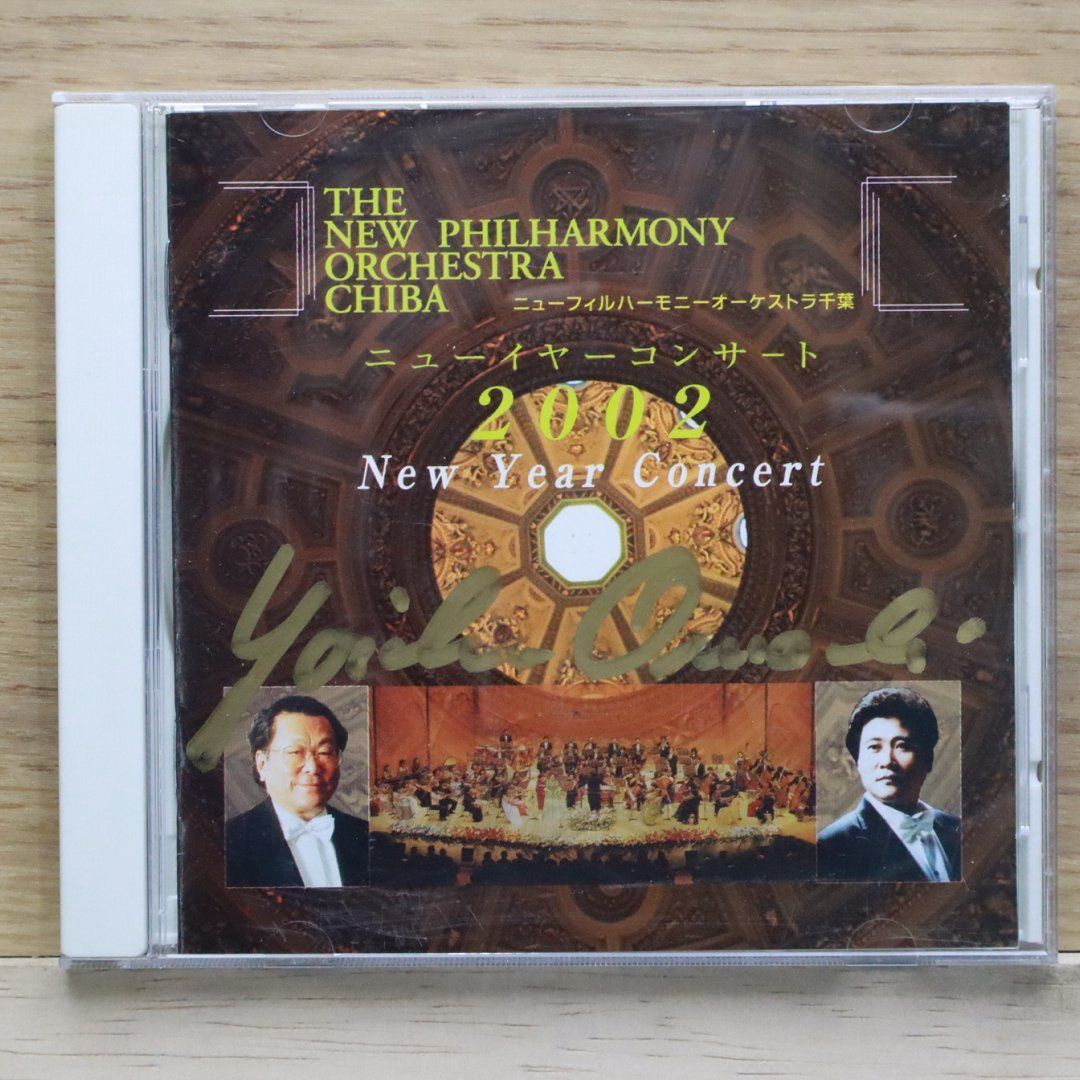 THE
NEW PHILHARMONY
ORCHESTRA
CHIBA ニューフィルハーモニーオーケストラ千葉
ニューイヤーコンサート
2002
New Year Concert